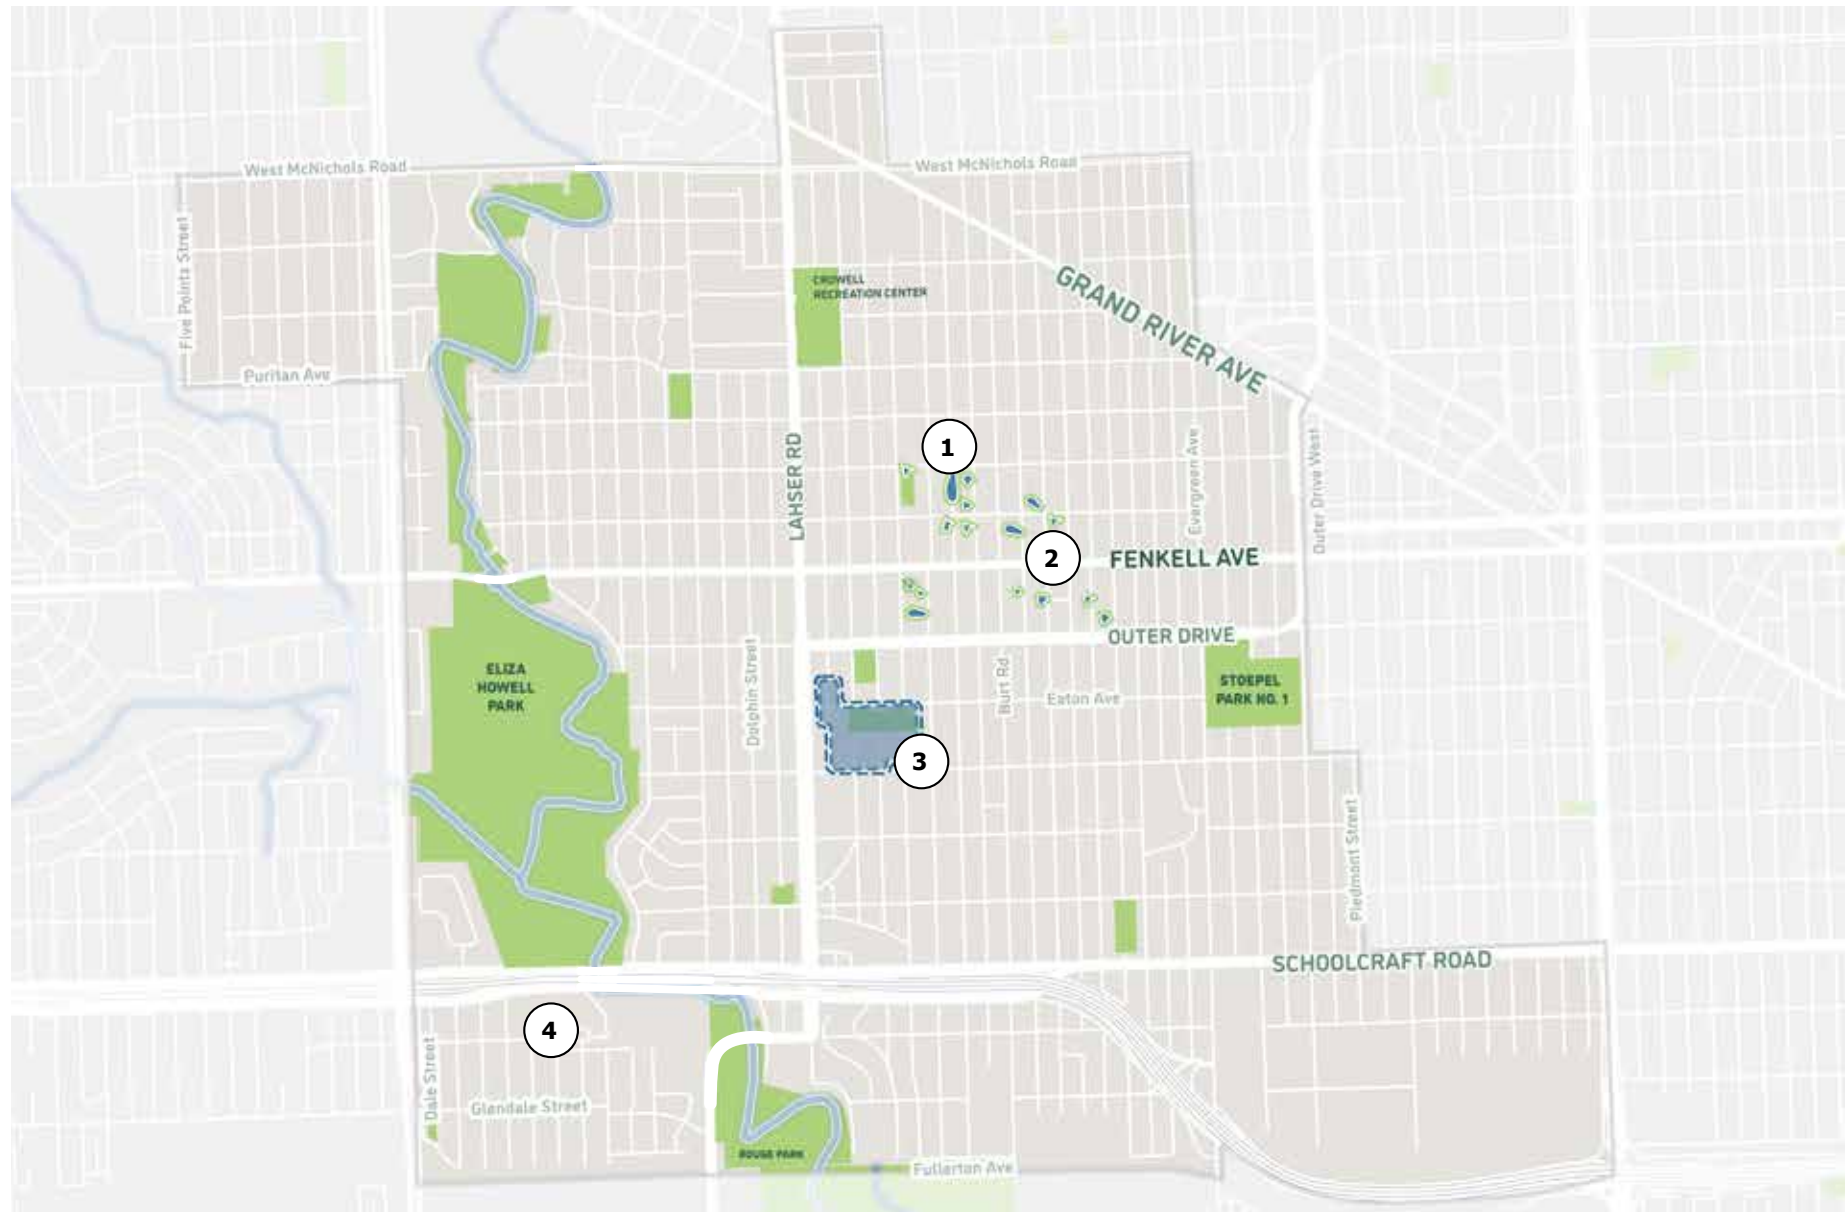 West McNichols Road
West McNichols Road
Five Points Street
CROWELL
RECREATION CENTER
GRAND RIVER AVE
Puritan Ave
LAHSER RD
1
Evergreen Ave
Outer Drive West
2
FENKELL AVE
OUTER DRIVE
ELIZA
HOWELL
PARK
Dolphin Street
Burt Rd
Eaton Ave
STOEPEL
PARK NO. 1
3
Piedmont Street
SCHOOLCRAFT ROAD
4
Dale Street
Glendale Street
ROUGE PARK
Fullerton Ave